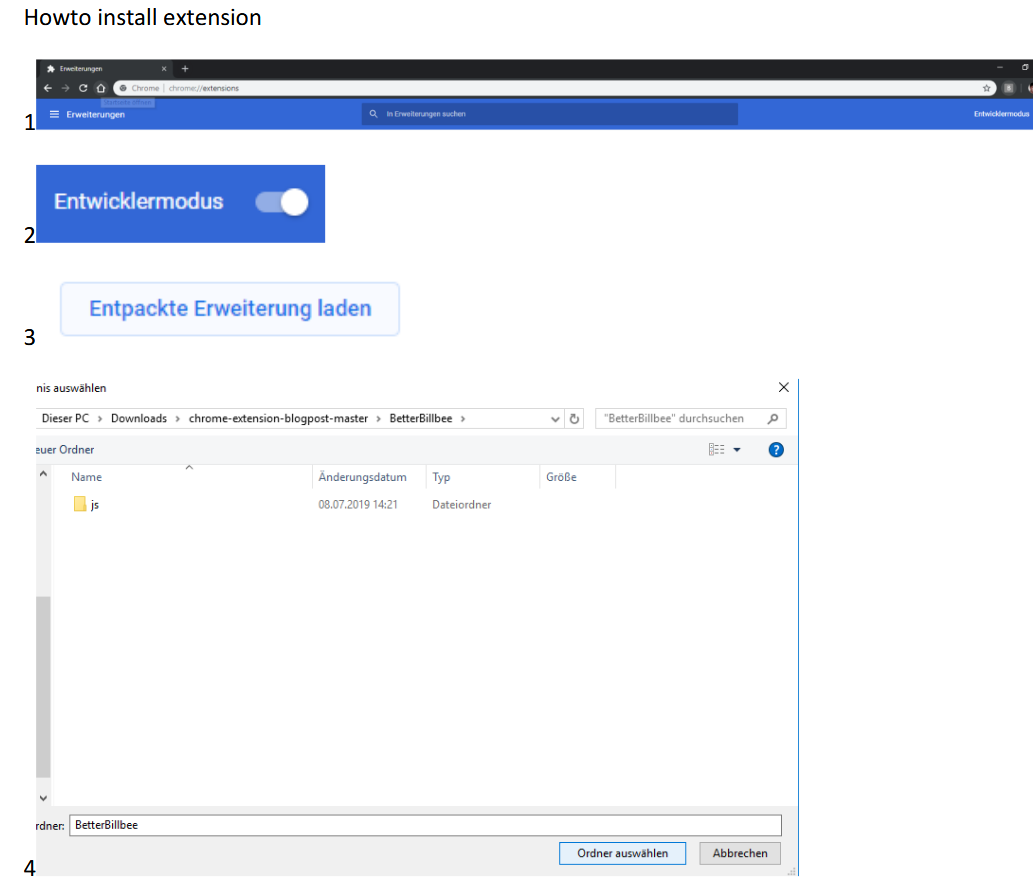 Howto install extension
Erweiterungen
Chrome | chrome://extensions
Startseite öffnen
1
Erweiterungen
In Erweiterungen suchen
Entwicklermodus
Entwicklermodus
2
Entpackte Erweiterung laden
3
nis auswählen
Dieser PC > Downloads > chrome-extension-blogpost-master > BetterBillbee >
"BetterBillbee" durchsuchen
euer Ordner
Name Änderungsdatum Typ Größe
js 08.07.2019 14:21 Dateiordner
rdner: BetterBillbee
Ordner auswählen Abbrechen
4